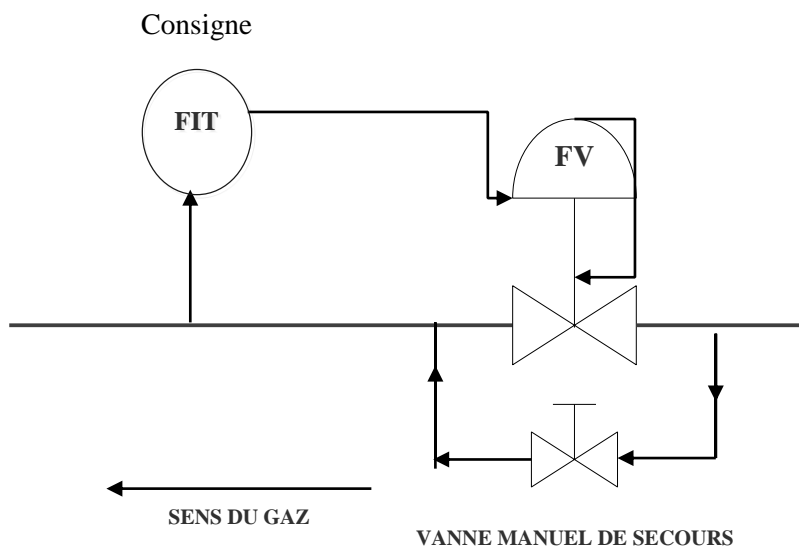 Consigne
FIT
FV
SENS DU GAZ
VANNE MANUEL DE SECOURS